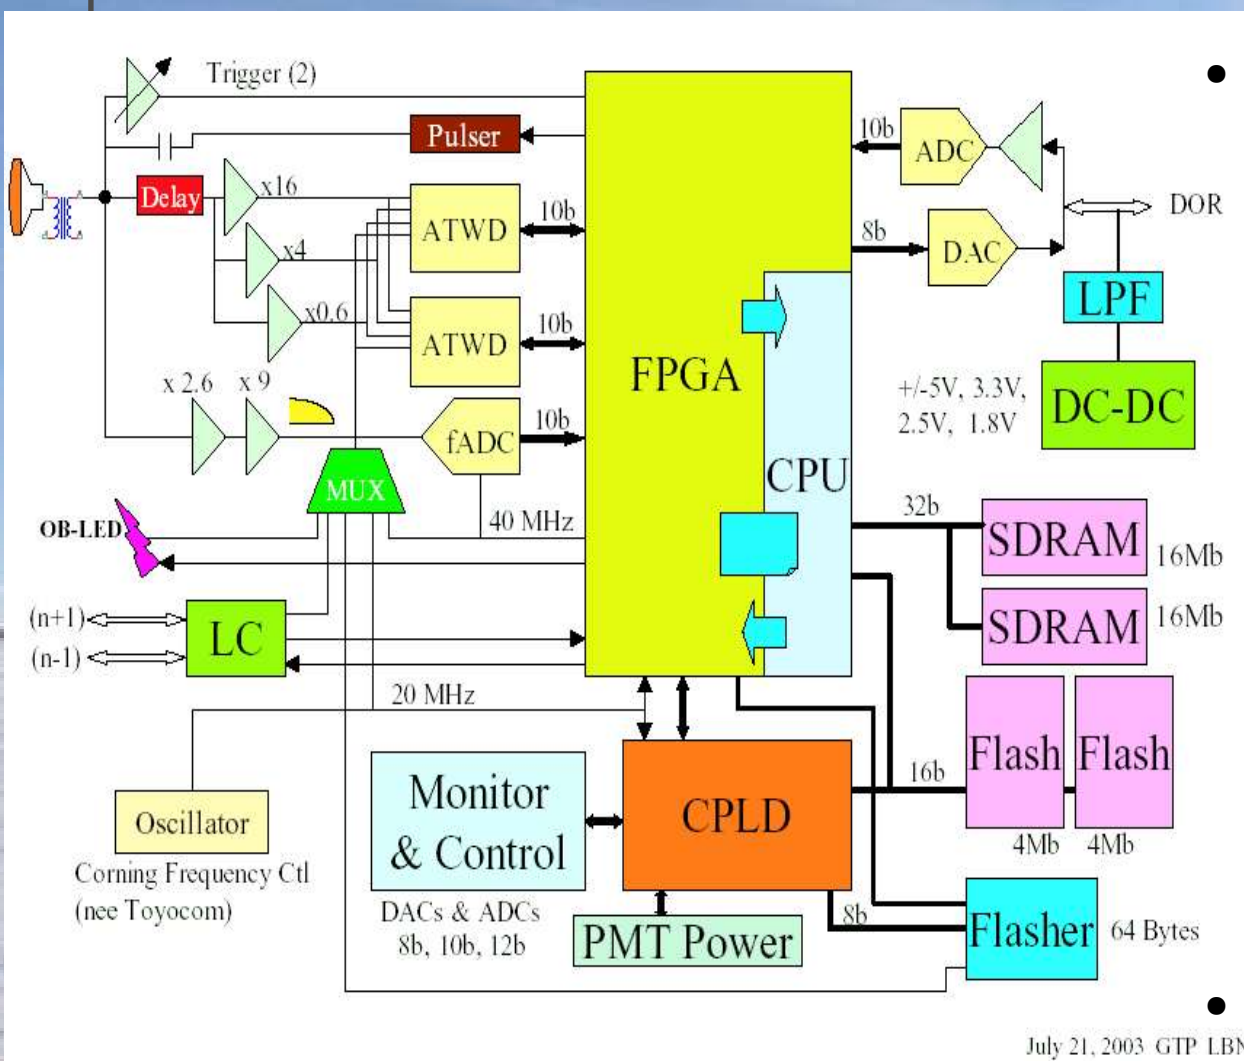 Trigger (2)
Pulser
10b
ADC
Delay
x16
ATWD
10b
8b
DAC
DOR
x4
LPF
x0.6
ATWD
10b
FPGA
+/-5V, 3.3V,
2.5V, 1.8V
DC-DC
x 2.6
x 9
fADC
10b
CPU
MUX
OB-LED
40 MHz
32b
SDRAM
16Mb
SDRAM
16Mb
(n+1)
(n-1)
LC
20 MHz
Flash
Flash
16b
4Mb
4Mb
Oscillator
Corning Frequency Ctl
(nee Toyocom)
Monitor
& Control
DACs & ADCs
8b, 10b, 12b
CPLD
PMT Power
8b
Flasher
64 Bytes
July 21, 2003 GTP LBN